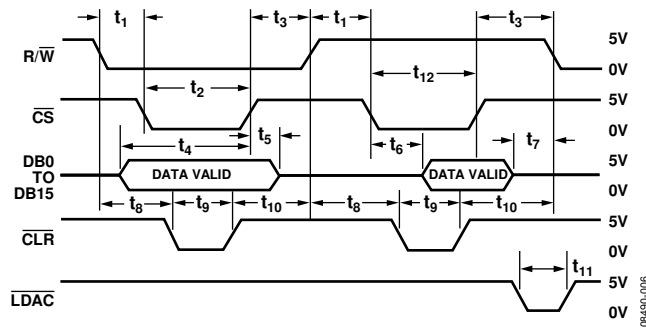 t1 t3 t1 t3
R/W 5V
0V
t2 t12
CS 5V
0V
t4 t5 t6 t7
DB0
TO
DB15
DATA VALID DATA VALID 5V
0V
t8 t9 t10 t8 t9 t10
CLR 5V
0V
t11
LDAC 5V
0V
08490-006